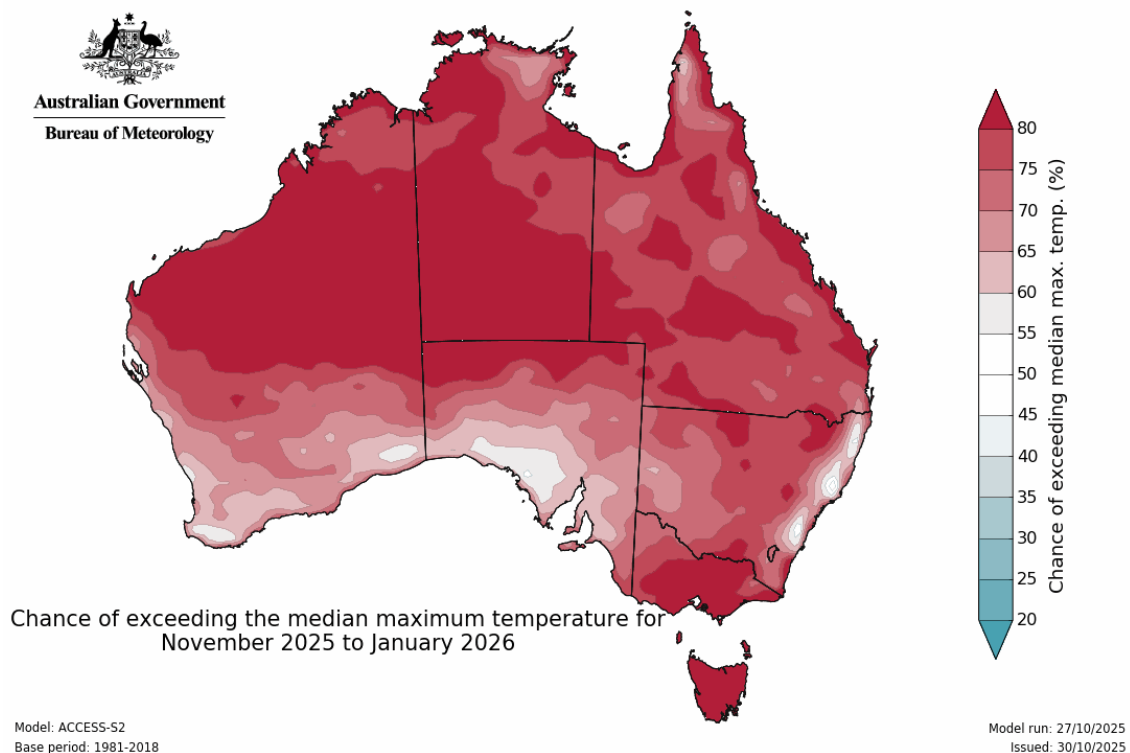 Australian Government
Bureau of Meteorology
80
75
70
65
60
55
50
45
40
35
30
25
20
Chance of exceeding median max. temp. (%)
Chance of exceeding the median maximum temperature for
November 2025 to January 2026
Model: ACCESS-S2
Base period: 1981-2018
Model run: 27/10/2025
Issued: 30/10/2025